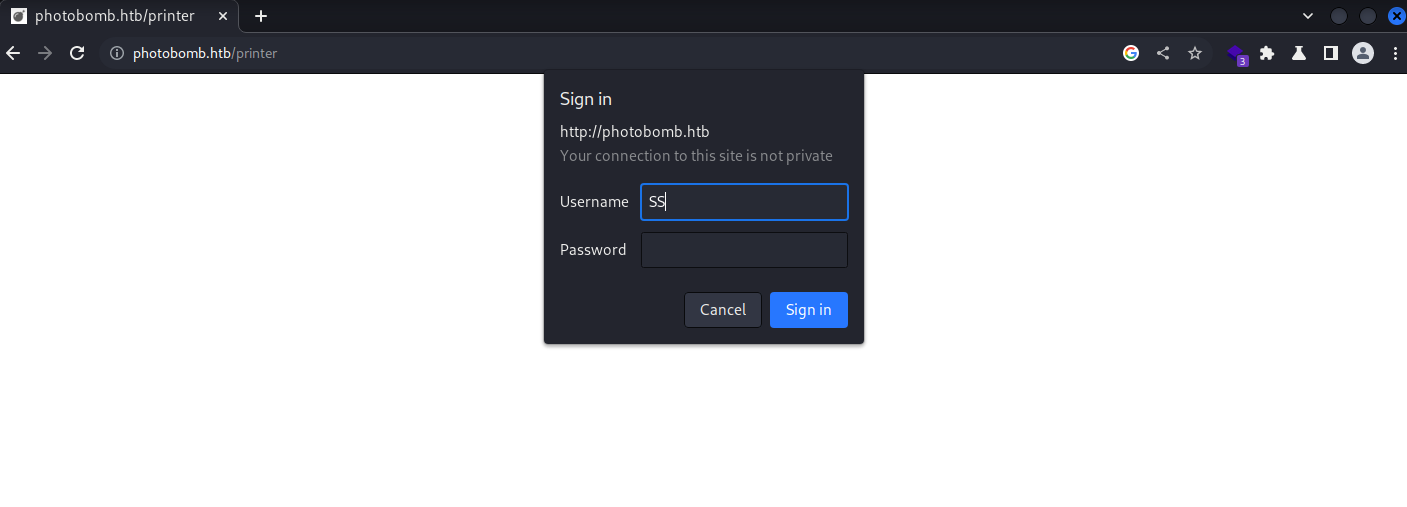 photobomb.htb/printer
photobomb.htb/printer
3
Sign in
http://photobomb.htb
Your connection to this site is not private
Username SS
Password
Cancel Sign in